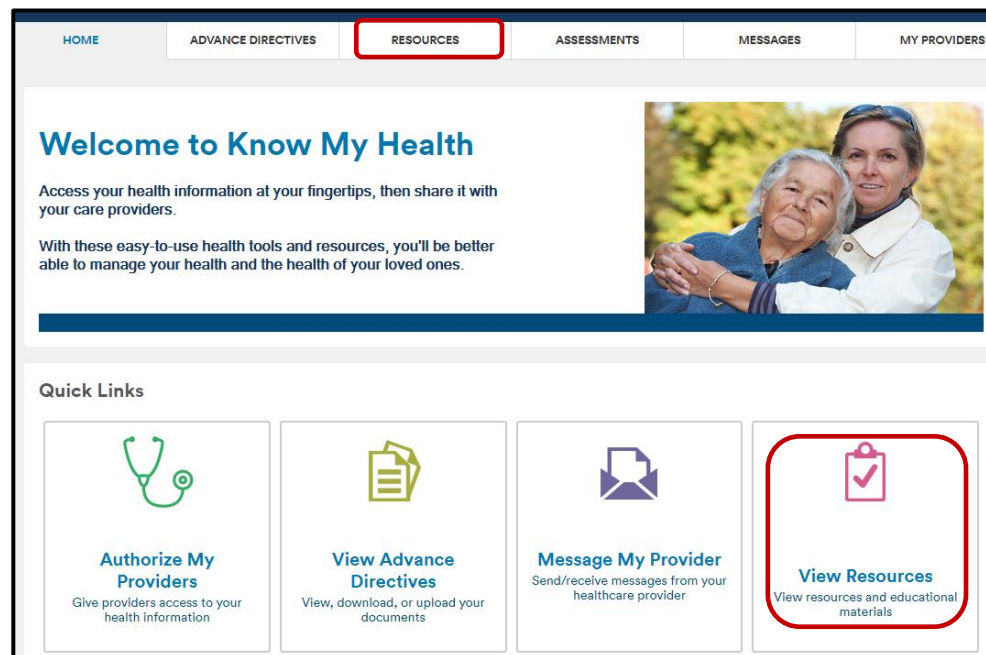 HOME ADVANCE DIRECTIVES RESOURCES ASSESSMENTS MESSAGES MY PROVIDERS
Welcome to Know My Health
Access your health information at your fingertips, then share it with
your care providers.
With these easy-to-use health tools and resources, you'll be better
able to manage your health and the health of your loved ones.
Quick Links
Authorize My
Providers
Give providers access to your
health information
View Advance
Directives
View, download, or upload your
documents
Message My Provider
Send/receive messages from your
healthcare provider
View Resources
View resources and educational
materials